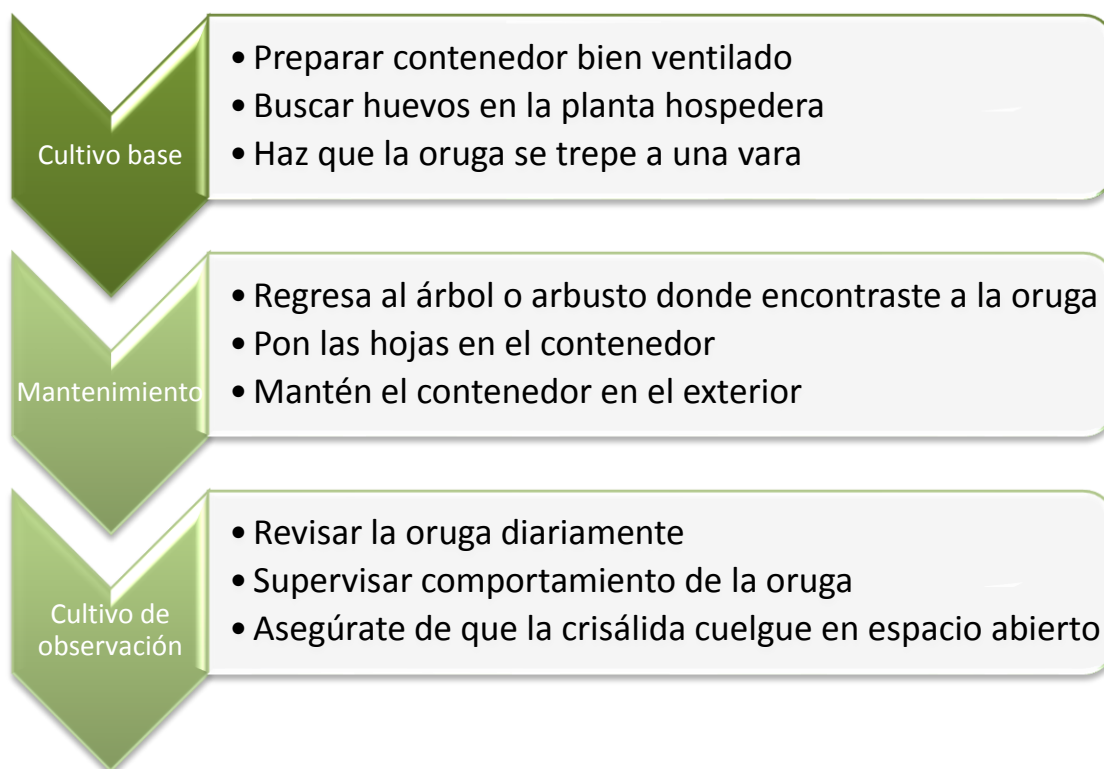 Cultivo base
• Preparar contenedor bien ventilado
• Buscar huevos en la planta hospedera
• Haz que la oruga se trepe a una vara
Mantenimiento
• Regresa al árbol o arbusto donde encontraste a la oruga
• Pon las hojas en el contenedor
• Mantén el contenedor en el exterior
Cultivo de
observación
• Revisar la oruga diariamente
• Supervisar comportamiento de la oruga
• Asegúrate de que la crisálida cuelgue en espacio abierto